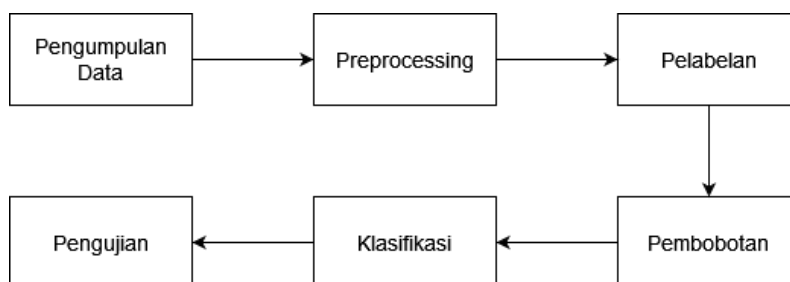 Pengumpulan
Data
Preprocessing
Pelabelan
Pembobotan
Klasifikasi
Pengujian